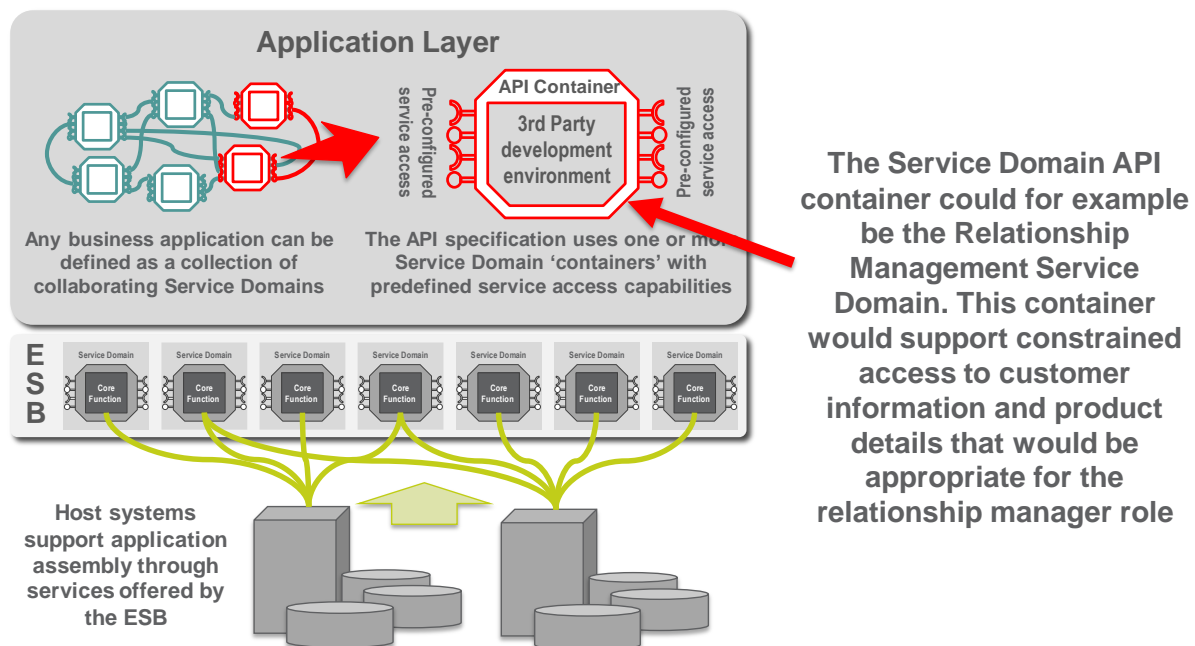 Application Layer
Pre-configured
service access
API Container
3rd Party
development
environment
Pre-configured
service access
Any business application can be
defined as a collection of
collaborating Service Domains
The API specification uses one or mor
Service Domain ‘containers’ with
predefined service access capabilities
The Service Domain API
container could for example
be the Relationship
Management Service
Domain. This container
would support constrained
access to customer
information and product
details that would be
appropriate for the
relationship manager role
E
S
B
Service Domain
Core
Function
Service Domain
Core
Function
Service Domain
Core
Function
Service Domain
Core
Function
Service Domain
Core
Function
Service Domain
Core
Function
Service Domain
Core
Function
Host systems
support application
assembly through
services offered by
the ESB